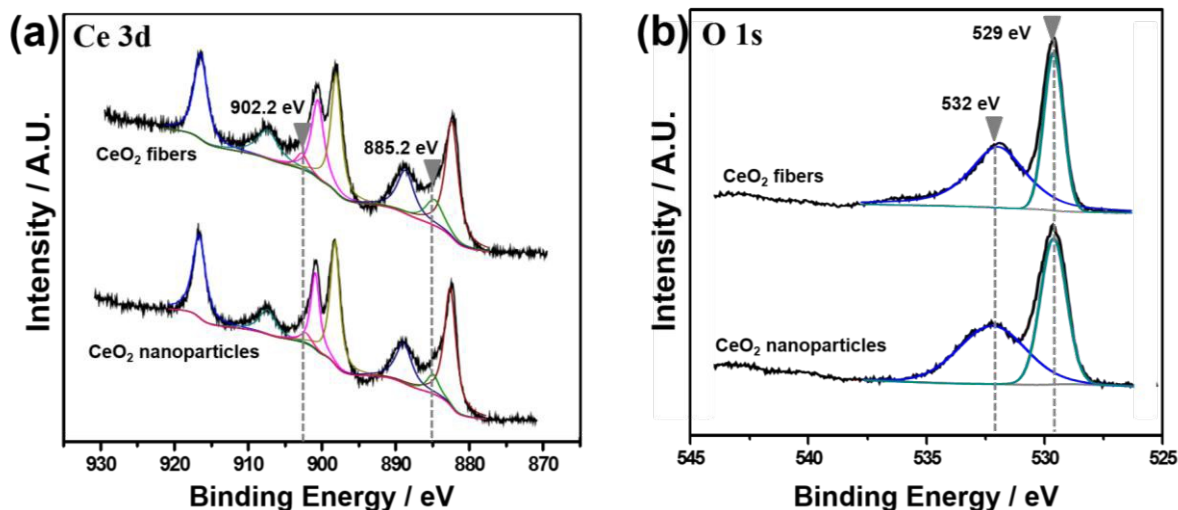 (a) Ce 3d
902.2 eV
885.2 eV
CeO₂ fibers
CeO₂ nanoparticles
Intensity / A.U.
930 920 910 900 890 880 870
Binding Energy / eV
(b) O 1s
529 eV
532 eV
CeO₂ fibers
CeO₂ nanoparticles
Intensity / A.U.
545 540 535 530 525
Binding Energy / eV